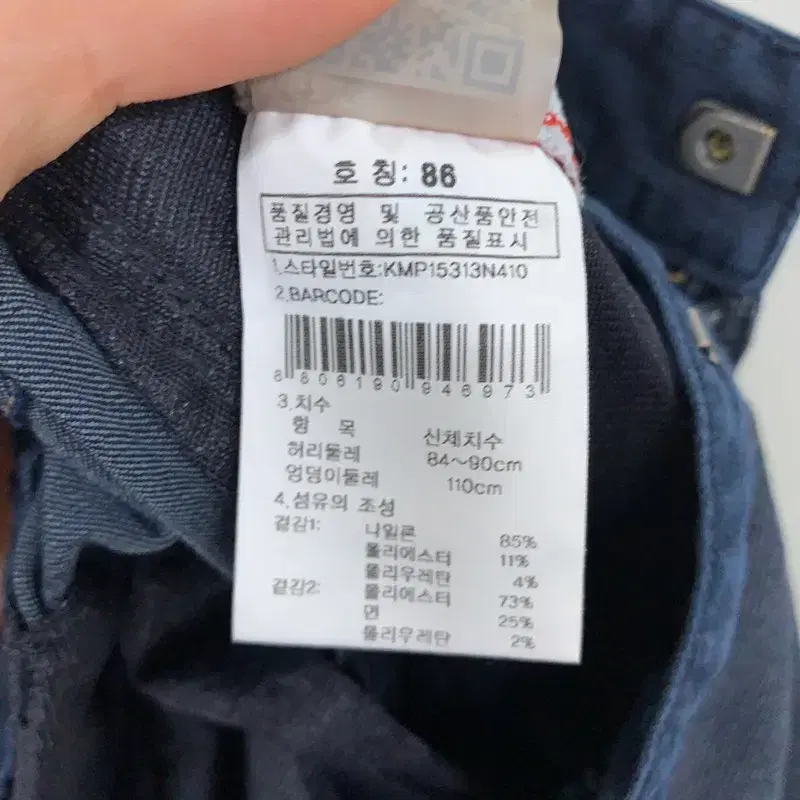 호 칭: 86
품질경영 및 공산품안전
관리법에 의한 품질표시
1.스타일번호:KMP15313N410
2.BARCODE:
8 806190 946973
3.치수
항 목 신체치수
허리둘레 84~90cm
엉덩이둘레 110cm
4.섬유의 조성
겉감1: 나일론 85%
폴리에스터 11%
폴리우레탄 4%
겉감2: 폴리에스터 73%
면 25%
폴리우레탄 2%